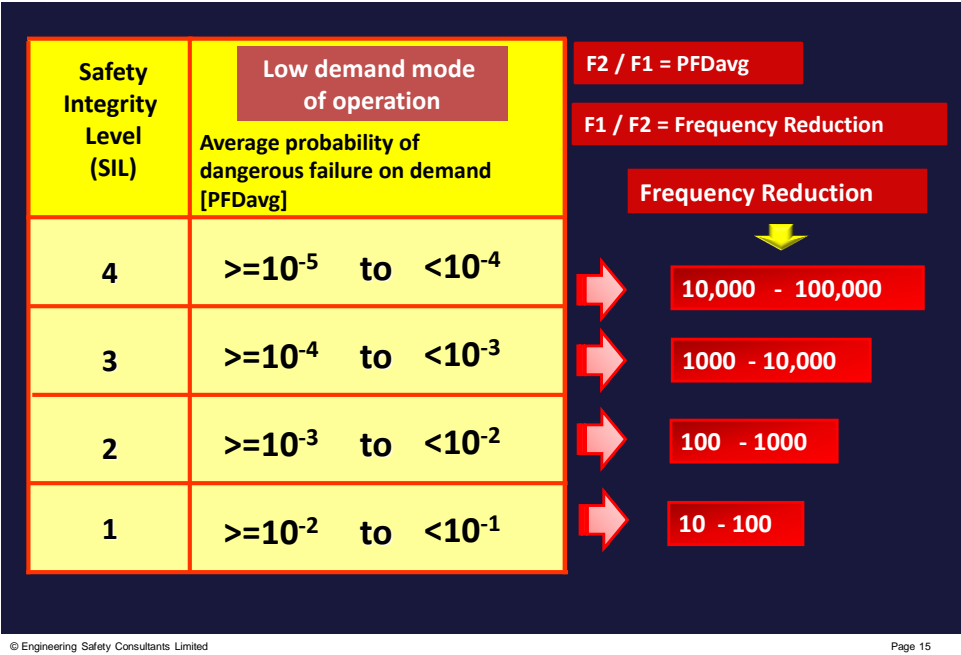 Safety
Integrity
Level
(SIL)
Low demand mode
of operation
Average probability of
dangerous failure on demand
[PFDavg]
F2 / F1 = PFDavg
F1 / F2 = Frequency Reduction
Frequency Reduction
4 >=10⁻⁵ to <10⁻⁴ 10,000 - 100,000
3 >=10⁻⁴ to <10⁻³ 1000 - 10,000
2 >=10⁻³ to <10⁻² 100 - 1000
1 >=10⁻² to <10⁻¹ 10 - 100
© Engineering Safety Consultants Limited Page 15